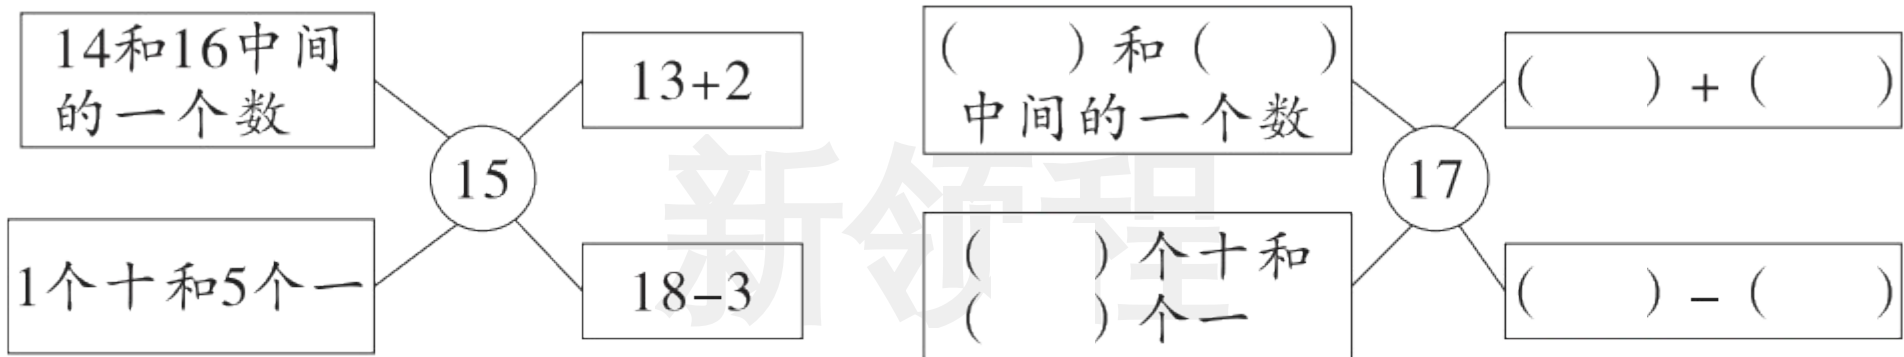 14和16中间
的一个数
13+2
15
1个十和5个一
18-3
(  ) 和 (  )
中间的一个数
(  ) + (  )
17
(  ) 个十和
(  ) 个一
(  ) - (  )
新领程